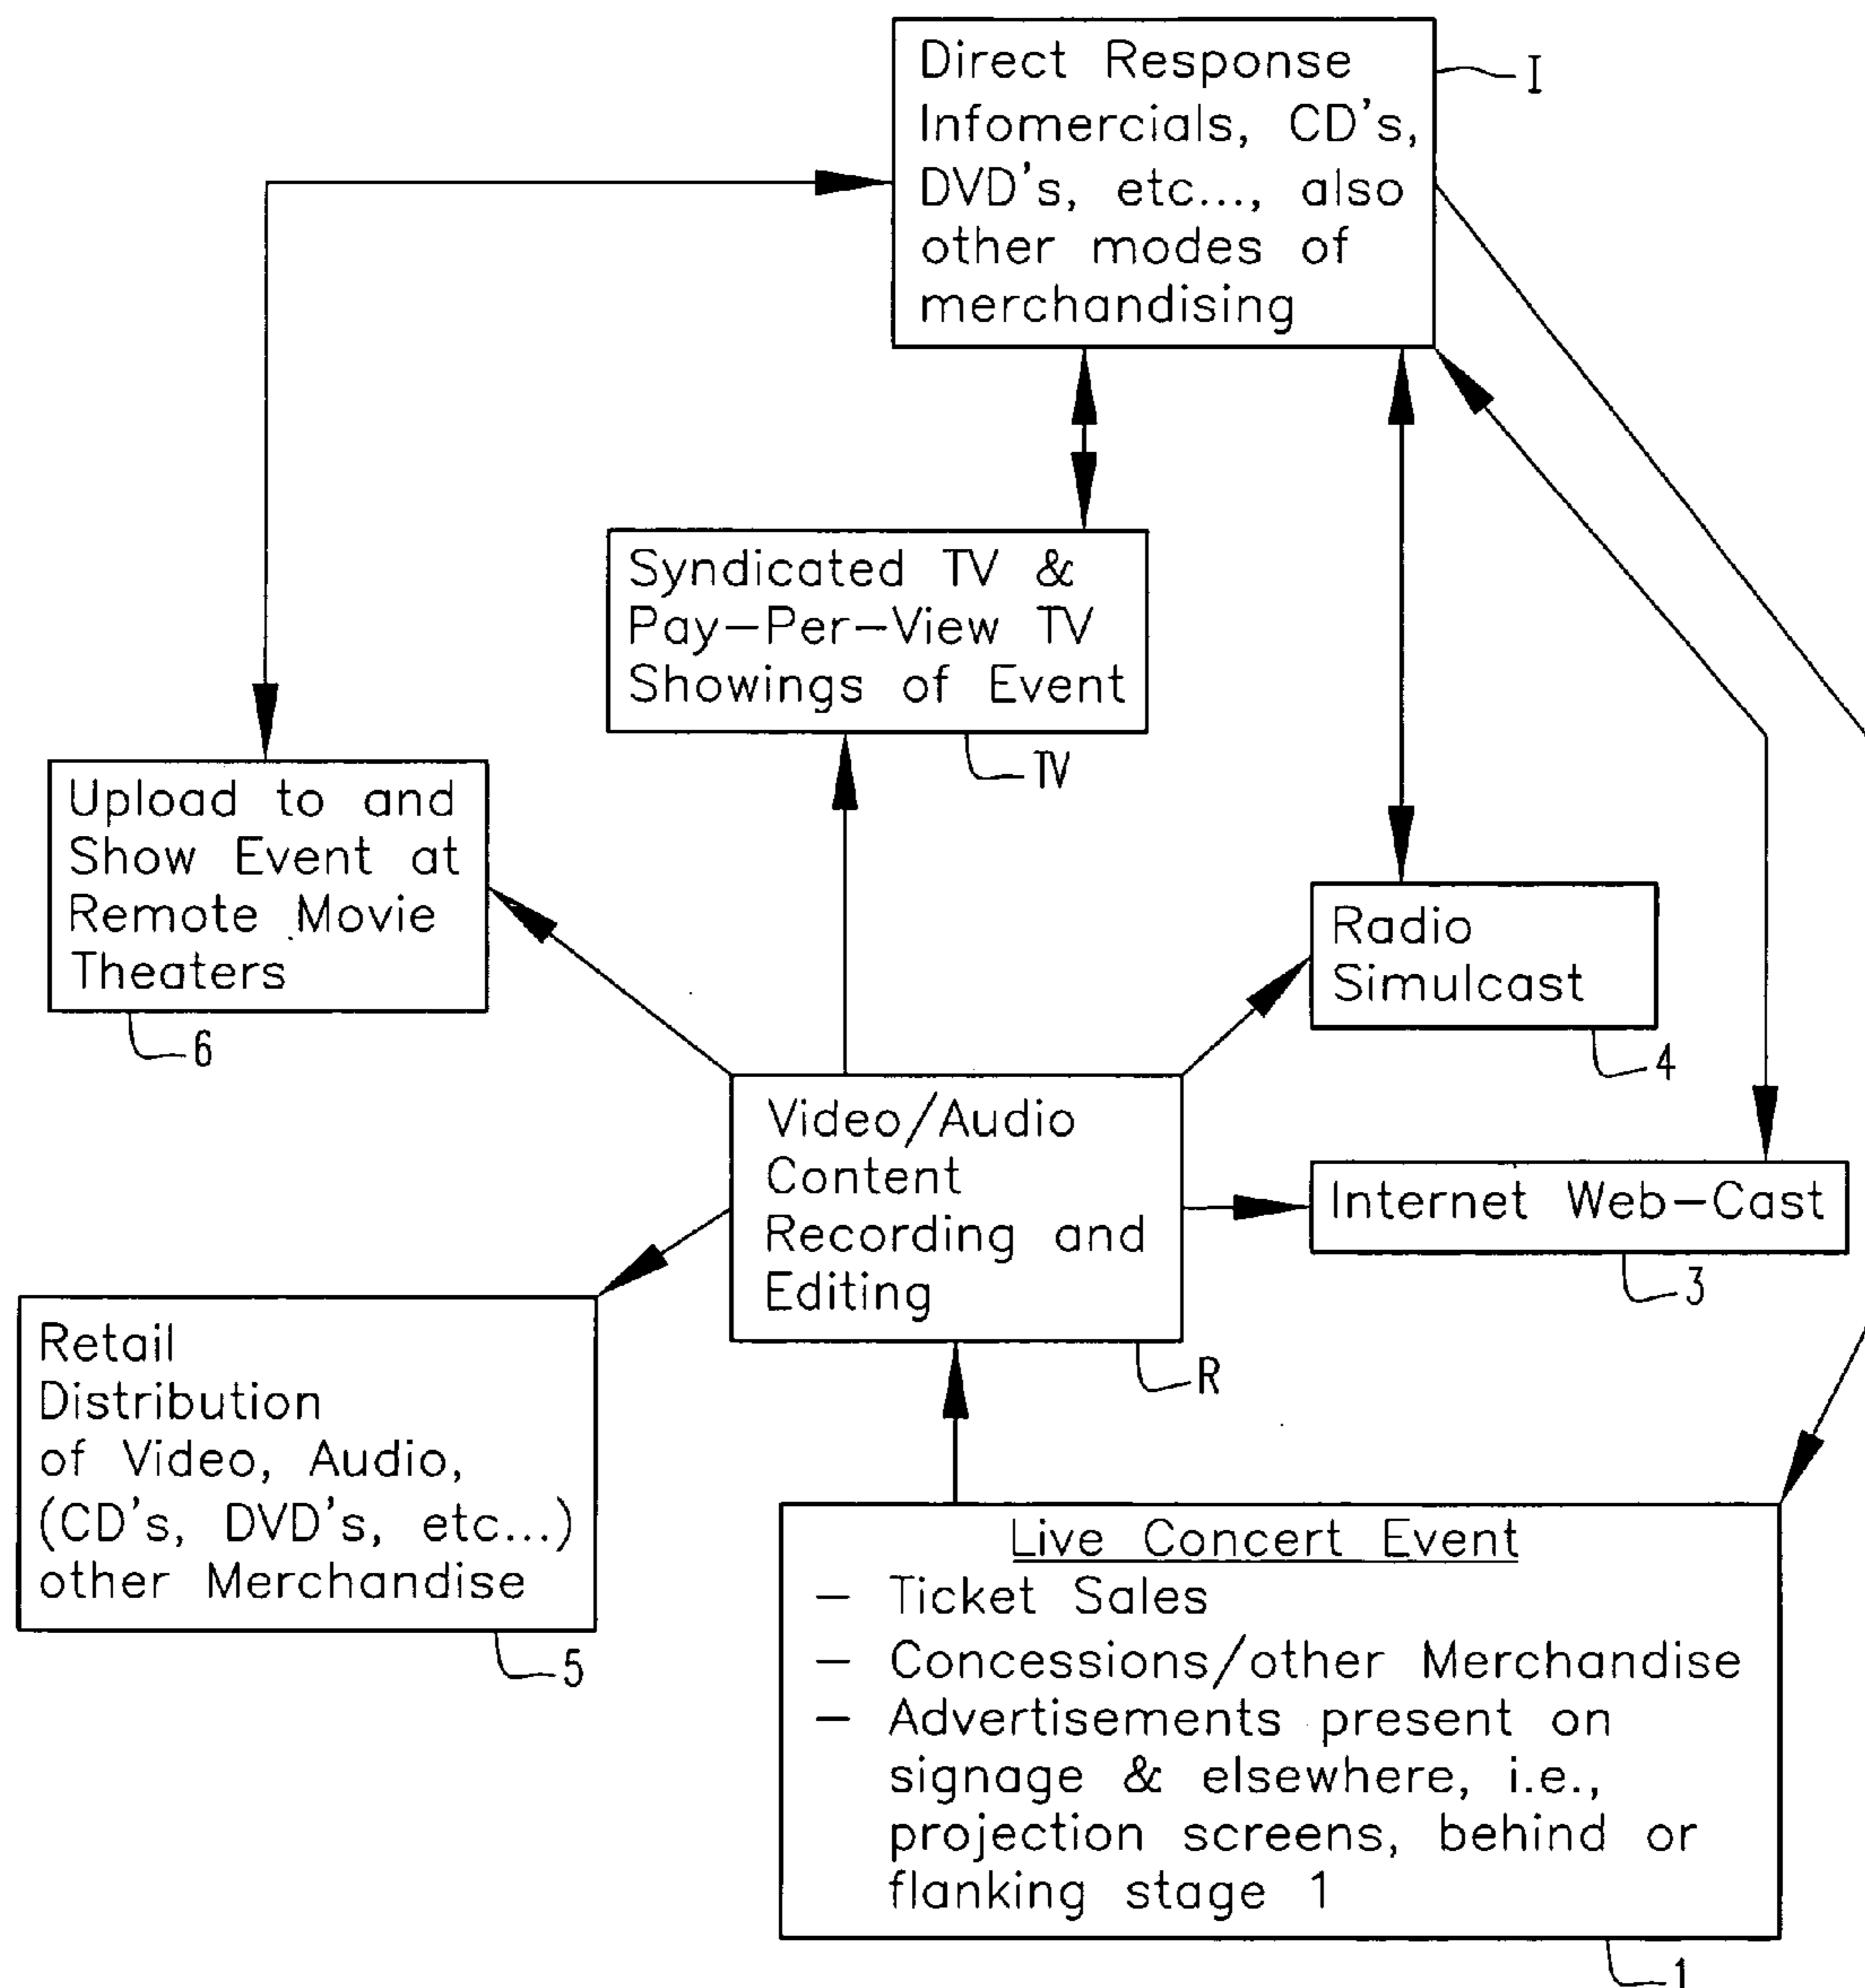 Direct Response
Infomercials, CD's,
DVD's, etc..., also
other modes of
merchandising
I
Syndicated TV &
Pay-Per-View TV
Showings of Event
TV
Upload to and
Show Event at
Remote Movie
Theaters
6
Radio
Simulcast
4
Video/Audio
Content
Recording and
Editing
R
Internet Web-Cast
3
Retail
Distribution
of Video, Audio,
(CD's, DVD's, etc...)
other Merchandise
5
Live Concert Event
- Ticket Sales
- Concessions/other Merchandise
- Advertisements present on
signage & elsewhere, i.e.,
projection screens, behind or
flanking stage 1
1